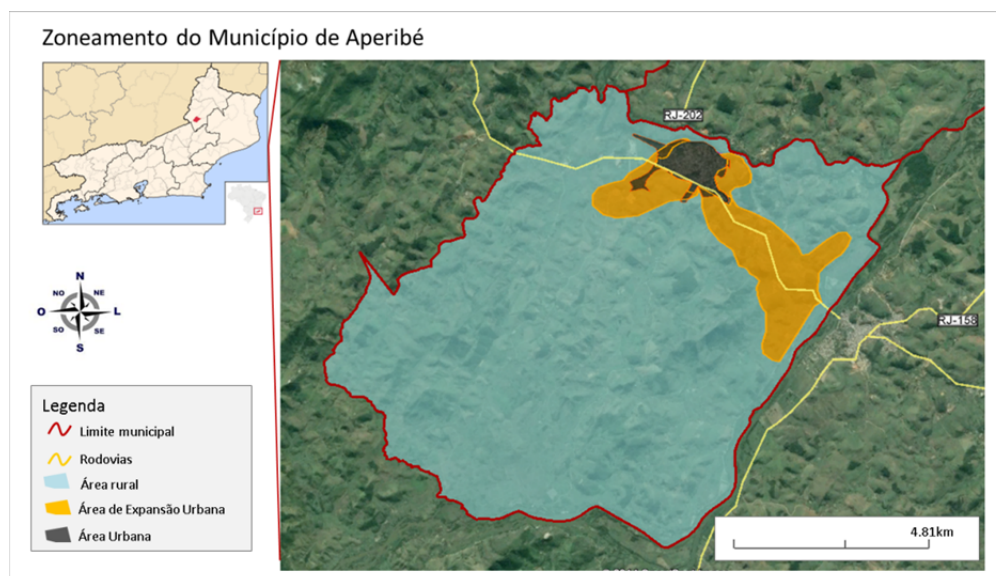 Zoneamento do Município de Aperibé
RJ-202
N
NO
NE
O
L
SO
SE
S
RJ-158
Legenda
Limite municipal
Rodovias
Área rural
Área de Expansão Urbana
Área Urbana
4.81km